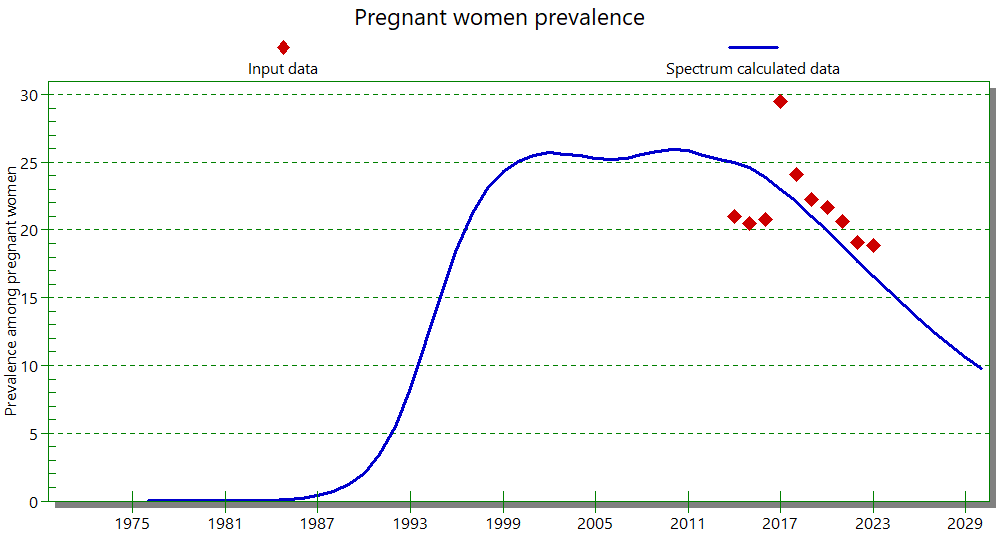 Pregnant women prevalence
Input data
Spectrum calculated data
Prevalence among pregnant women
30
25
20
15
10
5
0
1975 1981 1987 1993 1999 2005 2011 2017 2023 2029